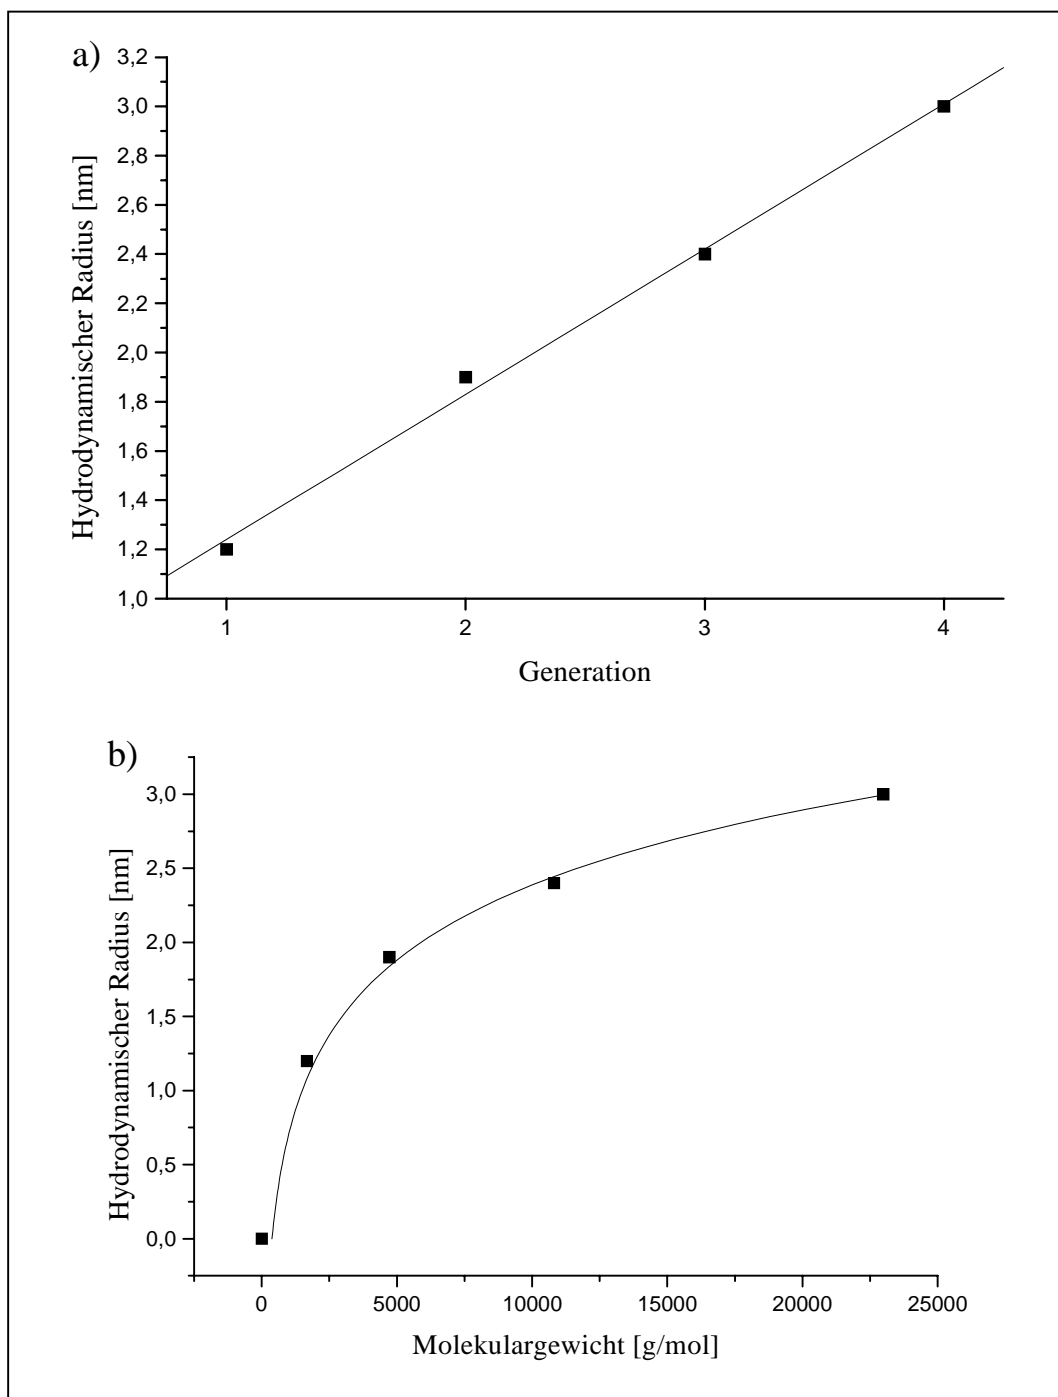 a)
3,2
3,0
2,8
2,6
2,4
2,2
2,0
1,8
1,6
1,4
1,2
1,0
Hydrodynamischer Radius [nm]
1 2 3 4
Generation
b)
3,0
2,5
2,0
1,5
1,0
0,5
0,0
Hydrodynamischer Radius [nm]
0 5000 10000 15000 20000 25000
Molekulargewicht [g/mol]